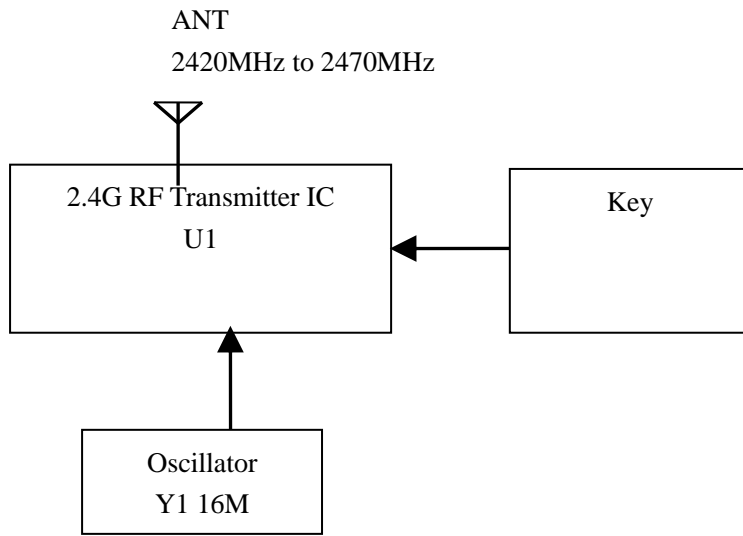 ANT
2420MHz to 2470MHz
2.4G RF Transmitter IC
U1
Key
Oscillator
Y1 16M